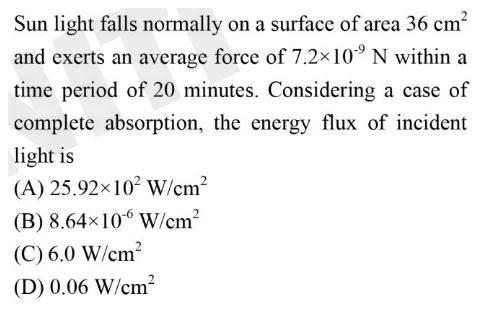 Sun light falls normally on a surface of area 36 cm²
and exerts an average force of 7.2×10⁻⁹ N within a
time period of 20 minutes. Considering a case of
complete absorption, the energy flux of incident
light is
(A) 25.92×10² W/cm²
(B) 8.64×10⁻⁶ W/cm²
(C) 6.0 W/cm²
(D) 0.06 W/cm²